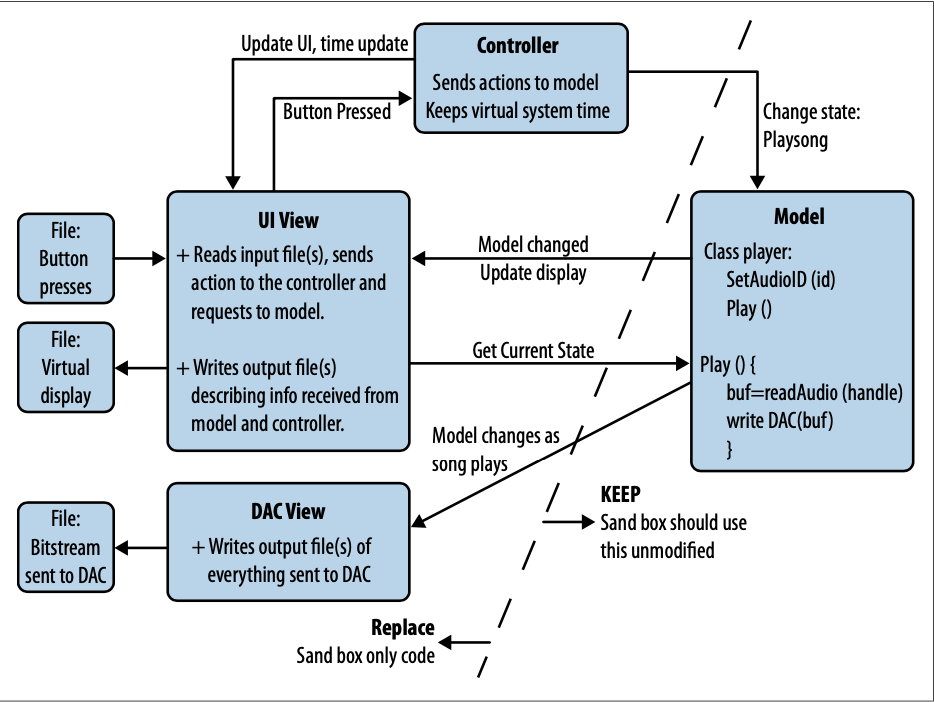 Update UI, time update
Controller
Sends actions to model
Keeps virtual system time
Button Pressed
Change state:
Playsong
File:
Button
presses
UI View
+ Reads input file(s), sends
action to the controller and
requests to model.
+ Writes output file(s)
describing info received from
model and controller.
File:
Virtual
display
Model changed
Update display
Get Current State
Model
Class player:
SetAudioID (id)
Play ()
Play () {
buf=readAudio (handle)
write DAC(buf)
}
Model changes as
song plays
File:
Bitstream
sent to DAC
DAC View
+ Writes output file(s) of
everything sent to DAC
KEEP
Sand box should use
this unmodified
Replace
Sand box only code